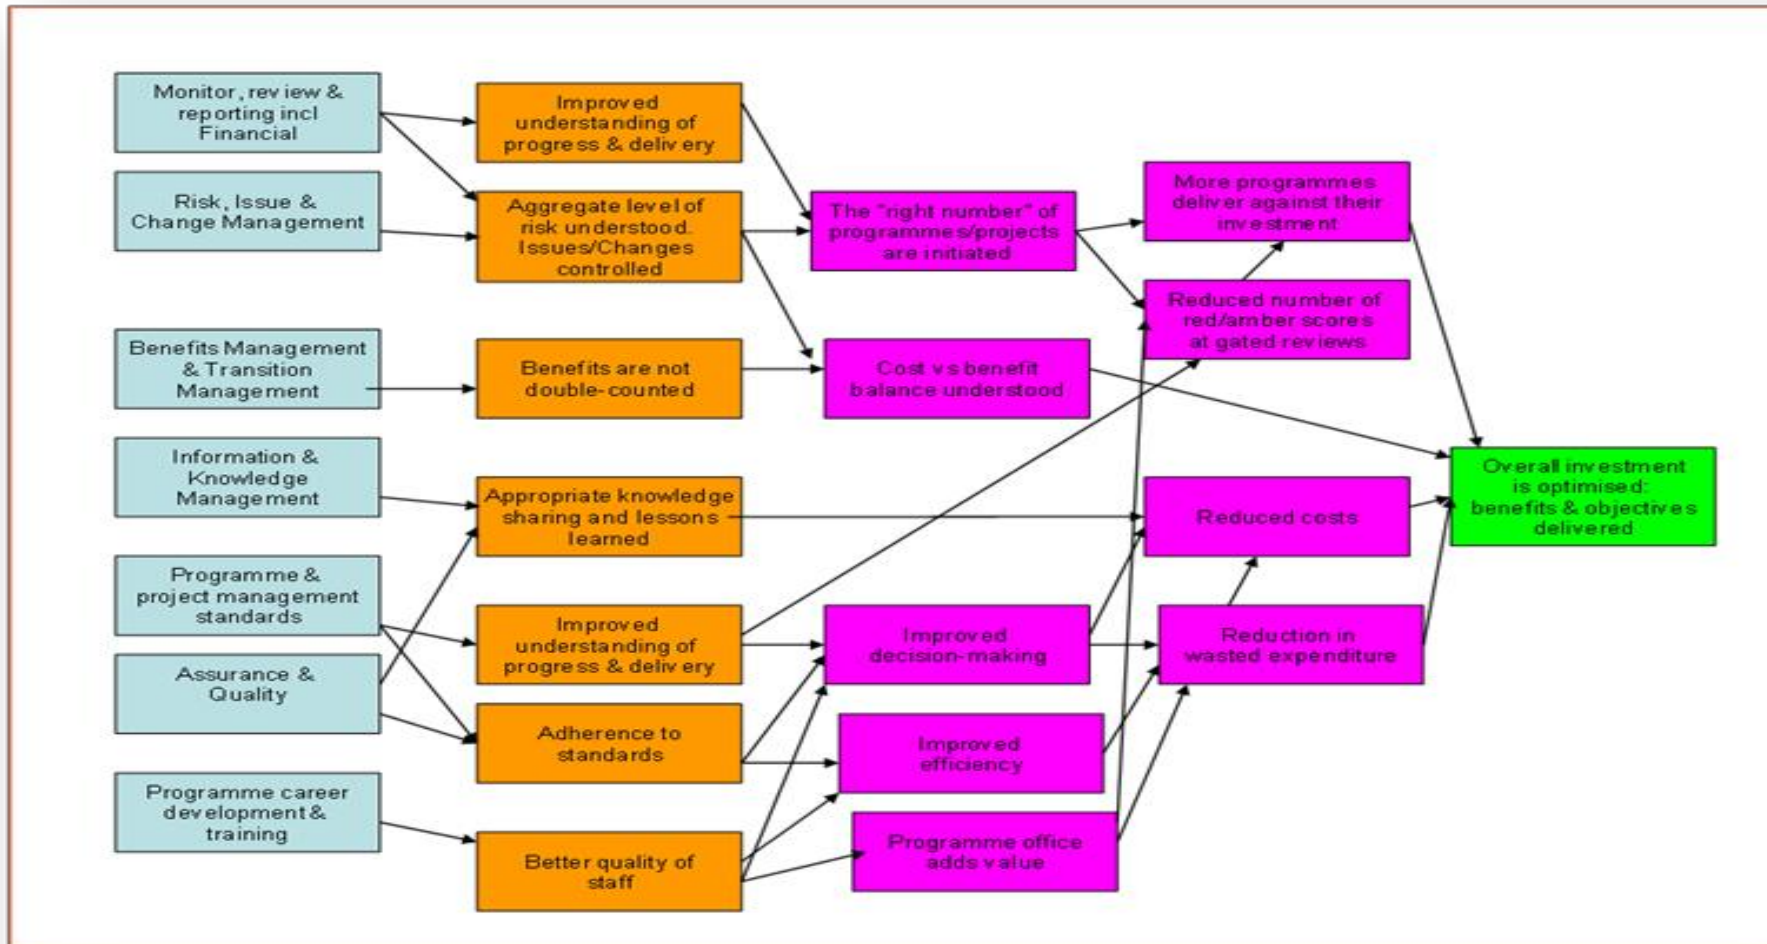 Monitor, review &
reporting incl
Financial
Risk, Issue &
Change Management
Benefits Management
& Transition
Management
Information &
Knowledge
Management
Programme &
project management
standards
Assurance &
Quality
Programme career
development &
training
Improved
understanding of
progress & delivery
Aggregate level of
risk understood.
Issues/Changes
controlled
Benefits are not
double-counted
Appropriate knowledge
sharing and lessons
learned
Improved
understanding of
progress & delivery
Adherence to
standards
Better quality of
staff
The "right number" of
programmes/projects
are initiated
Cost vs benefit
balance understood
Improved
decision-making
Improved
efficiency
Programme office
adds value
More programmes
deliver against their
investment
Reduced number of
red/amber scores
at gated reviews
Reduced costs
Reduction in
wasted expenditure
Overall investment
is optimised:
benefits & objectives
delivered